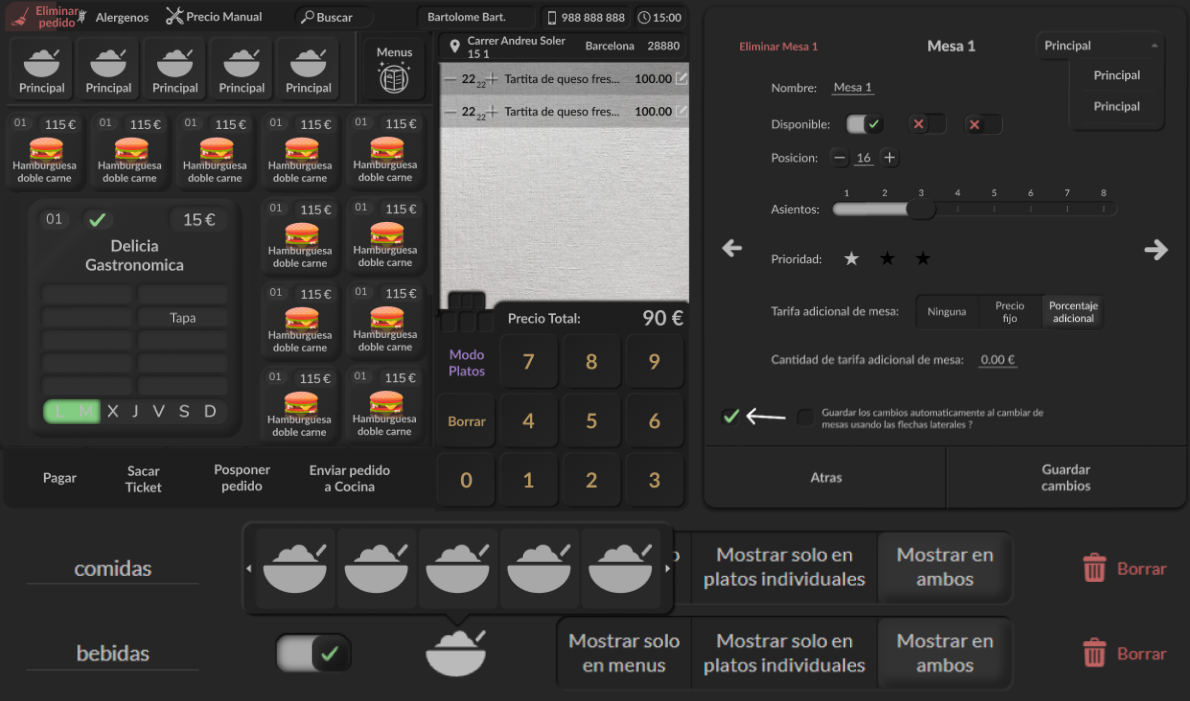 Eliminar
pedido
Alergenos
Precio Manual
Buscar
Bartolome Bart.
988 888 888
15:00
Principal
Principal
Principal
Principal
Principal
Menus
Carrer Andreu Soler
15 1
Barcelona
28880
22 22 Tartita de queso fres... 100.00
22 22 Tartita de queso fres... 100.00
01 115 €
Hamburguesa
doble carne
01 115 €
Hamburguesa
doble carne
01 115 €
Hamburguesa
doble carne
01 115 €
Hamburguesa
doble carne
01 115 €
Hamburguesa
doble carne
01 15 €
Delicia
Gastronomica
Tapa
L M X J V S D
01 115 €
Hamburguesa
doble carne
01 115 €
Hamburguesa
doble carne
01 115 €
Hamburguesa
doble carne
01 115 €
Hamburguesa
doble carne
01 115 €
Hamburguesa
doble carne
01 115 €
Hamburguesa
doble carne
Precio Total: 90 €
Modo
Platos
7 8 9
Borrar 4 5 6
0 1 2 3
Pagar
Sacar
Ticket
Posponer
pedido
Enviar pedido
a Cocina
Eliminar Mesa 1
Mesa 1
Principal
Principal
Principal
Nombre: Mesa 1
Disponible:
Posicion: 16
1 2 3 4 5 6 7 8
Asientos:
Prioridad:
Tarifa adicional de mesa:
Ninguna
Precio
fijo
Porcentaje
adicional
Cantidad de tarifa adicional de mesa: 0.00 €
Guardar los cambios automaticamente al cambiar de
mesas usando las flechas laterales ?
Atras
Guardar
cambios
comidas
Mostrar solo en
platos individuales
Mostrar en
ambos
Borrar
bebidas
Mostrar solo
en menus
Mostrar solo en
platos individuales
Mostrar en
ambos
Borrar